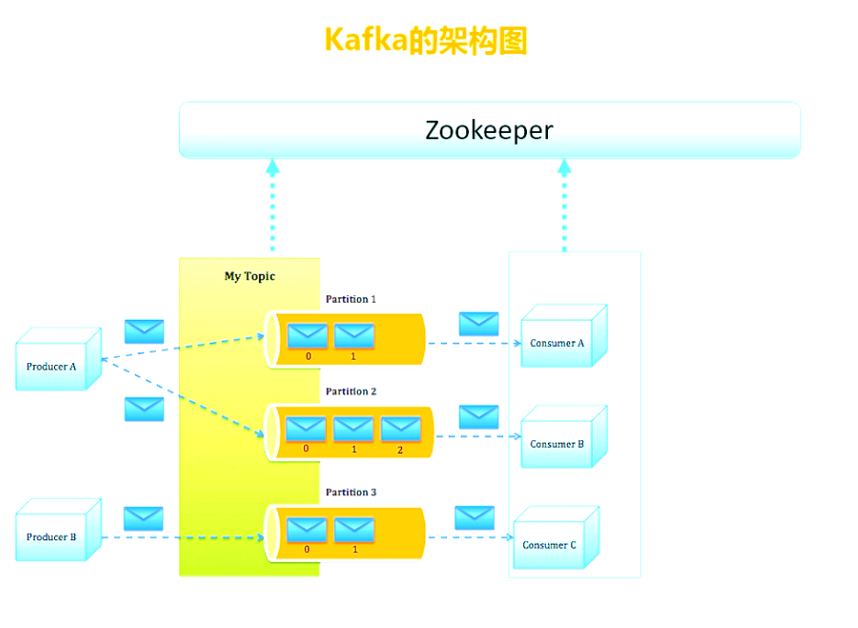 Kafka的架构图
Zookeeper
My Topic
Partition 1
Producer A
0 1
Consumer A
Partition 2
0 1 2
Consumer B
Partition 3
Producer B
0 1
Consumer C